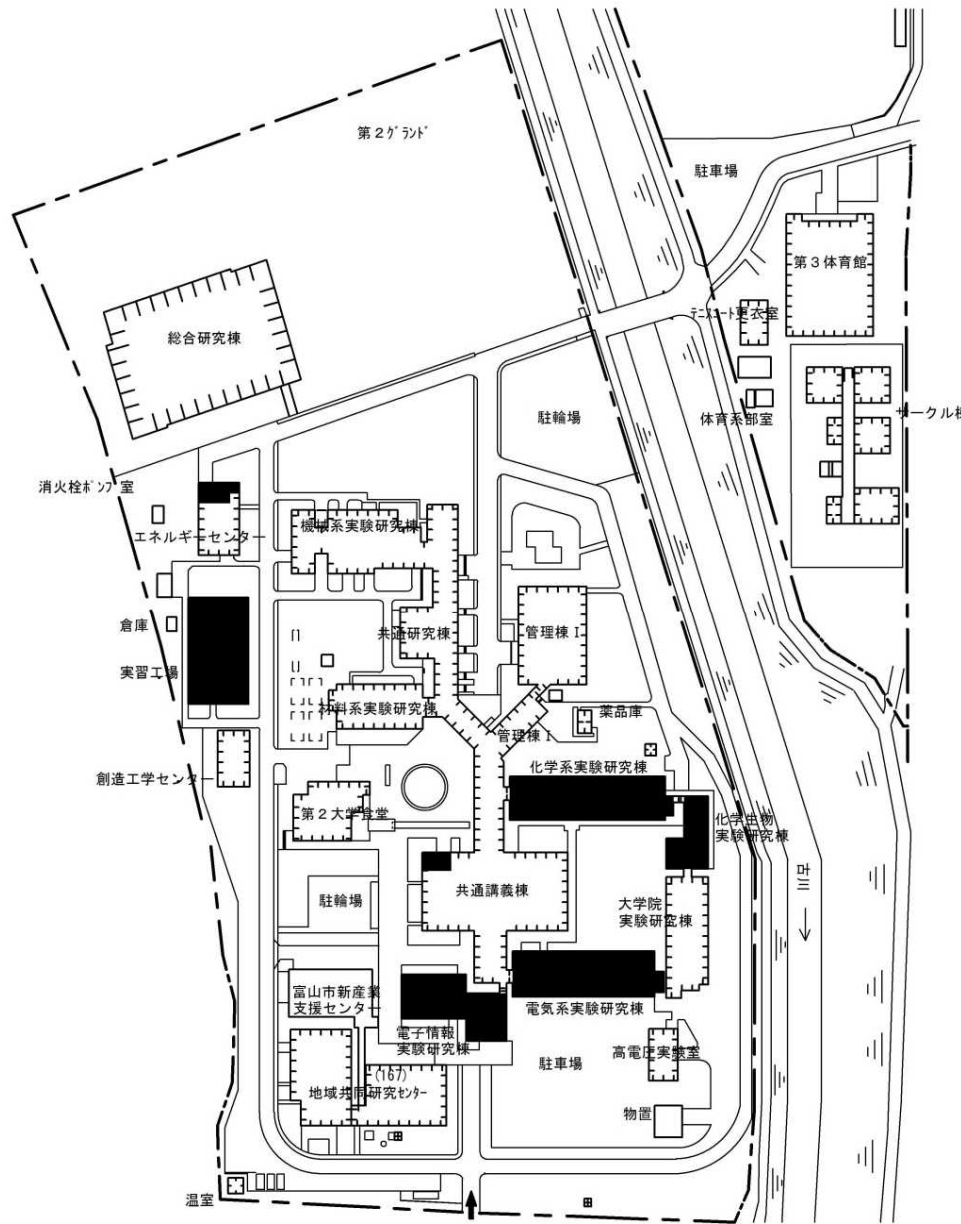 第２グランド
駐車場
第３体育館
テニスコート更衣室
総合研究棟
駐輪場
体育系部室
サークル棟
消火栓ポンプ室
エネルギーセンター
機械系実験研究棟
倉庫
共通研究棟
管理棟Ⅰ
実習工場
材料系実験研究棟
薬品庫
管理棟Ⅰ
化学系実験研究棟
創造工学センター
第２大学食堂
化学生物
実験研究棟
古川
共通講義棟
駐輪場
大学院
実験研究棟
富山市新産業
支援センター
電気系実験研究棟
電子情報
実験研究棟
高電圧実験室
駐車場
(167)
地域共同研究センター
物置
温室